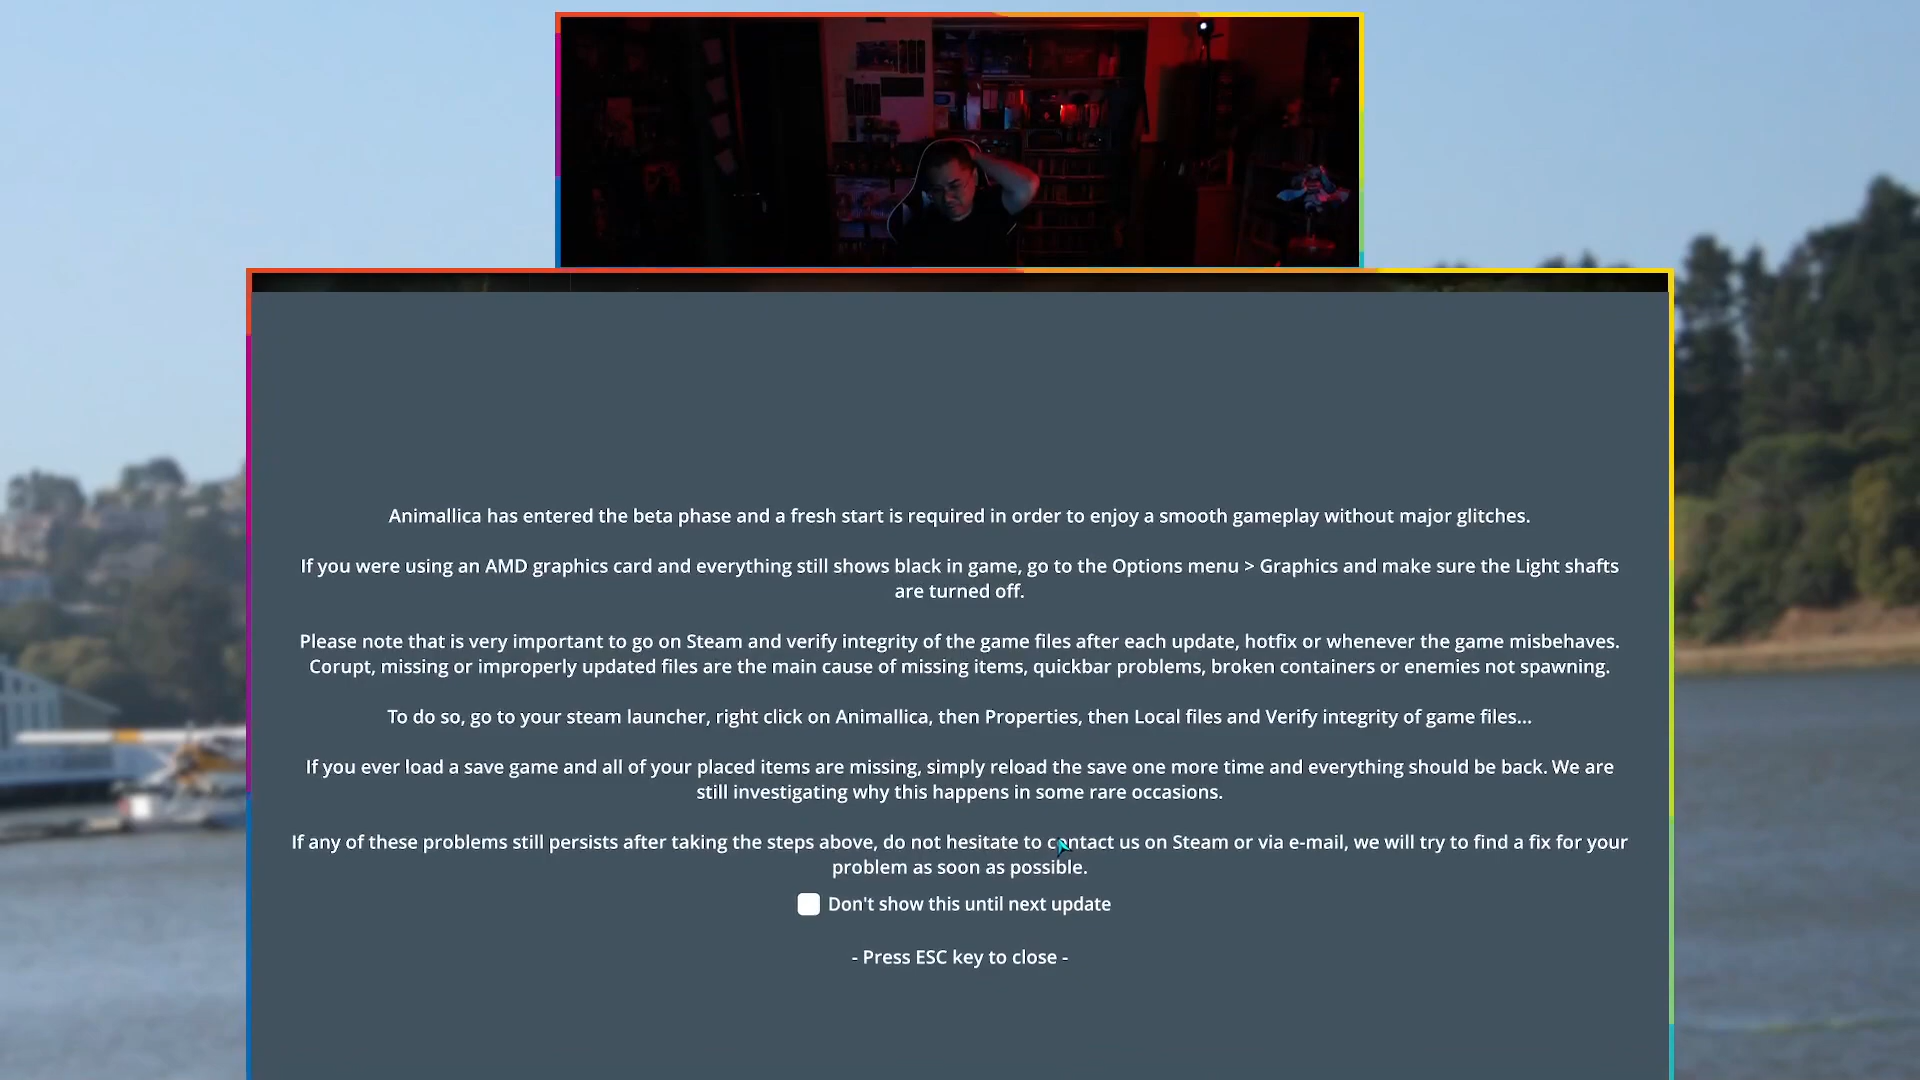 Animallica has entered the beta phase and a fresh start is required in order to enjoy a smooth gameplay without major glitches.
If you were using an AMD graphics card and everything still shows black in game, go to the Options menu > Graphics and make sure the Light shafts
are turned off.
Please note that is very important to go on Steam and verify integrity of the game files after each update, hotfix or whenever the game misbehaves.
Corupt, missing or improperly updated files are the main cause of missing items, quickbar problems, broken containers or enemies not spawning.
To do so, go to your steam launcher, right click on Animallica, then Properties, then Local files and Verify integrity of game files...
If you ever load a save game and all of your placed items are missing, simply reload the save one more time and everything should be back. We are
still investigating why this happens in some rare occasions.
If any of these problems still persists after taking the steps above, do not hesitate to contact us on Steam or via e-mail, we will try to find a fix for your
problem as soon as possible.
Don't show this until next update
- Press ESC key to close -